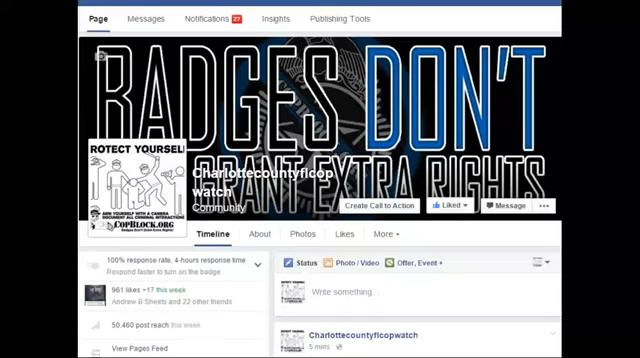 Page Messages Notifications 27 Insights Publishing Tools
BADGES DON'T
GRANT EXTRA RIGHTS
COPBLOCK
ROTECT YOURSELF
ARM YOURSELF WITH A CAMERA
DOCUMENT ALL CRIMINAL INTERACTIONS
COPBLOCK.ORG
Badges Don't Grant Extra Rights!
Charlottecountyflcop
watch
Community
Create Call to Action Liked Message
Timeline About Photos Likes More
100% response rate, 4-hours response time
Respond faster to turn on the badge
961 likes +17 this week
Andrew B Sheets and 22 other friends
50,460 post reach this week
View Pages Feed
Status Photo / Video Offer, Event +
Write something...
Charlottecountyflcopwatch
5 mins